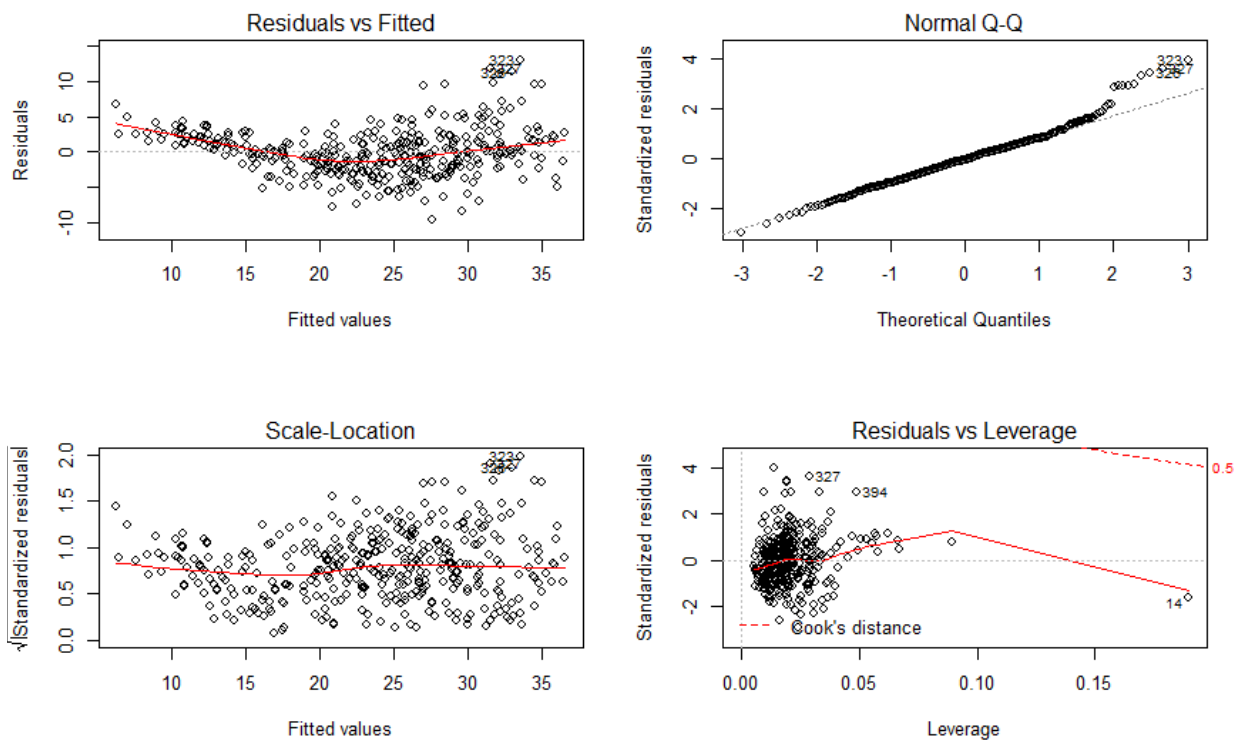 Residuals vs Fitted
Residuals
10
5
0
-10
323
327
10 15 20 25 30 35
Fitted values
Normal Q-Q
Standardized residuals
4
2
0
-2
323
327
-3 -2 -1 0 1 2 3
Theoretical Quantiles
Scale-Location
√|Standardized residuals|
2.0
1.5
1.0
0.5
0.0
323
327
10 15 20 25 30 35
Fitted values
Residuals vs Leverage
Standardized residuals
4
2
0
-2
327
394
0.5
14
Cook's distance
0.00 0.05 0.10 0.15
Leverage